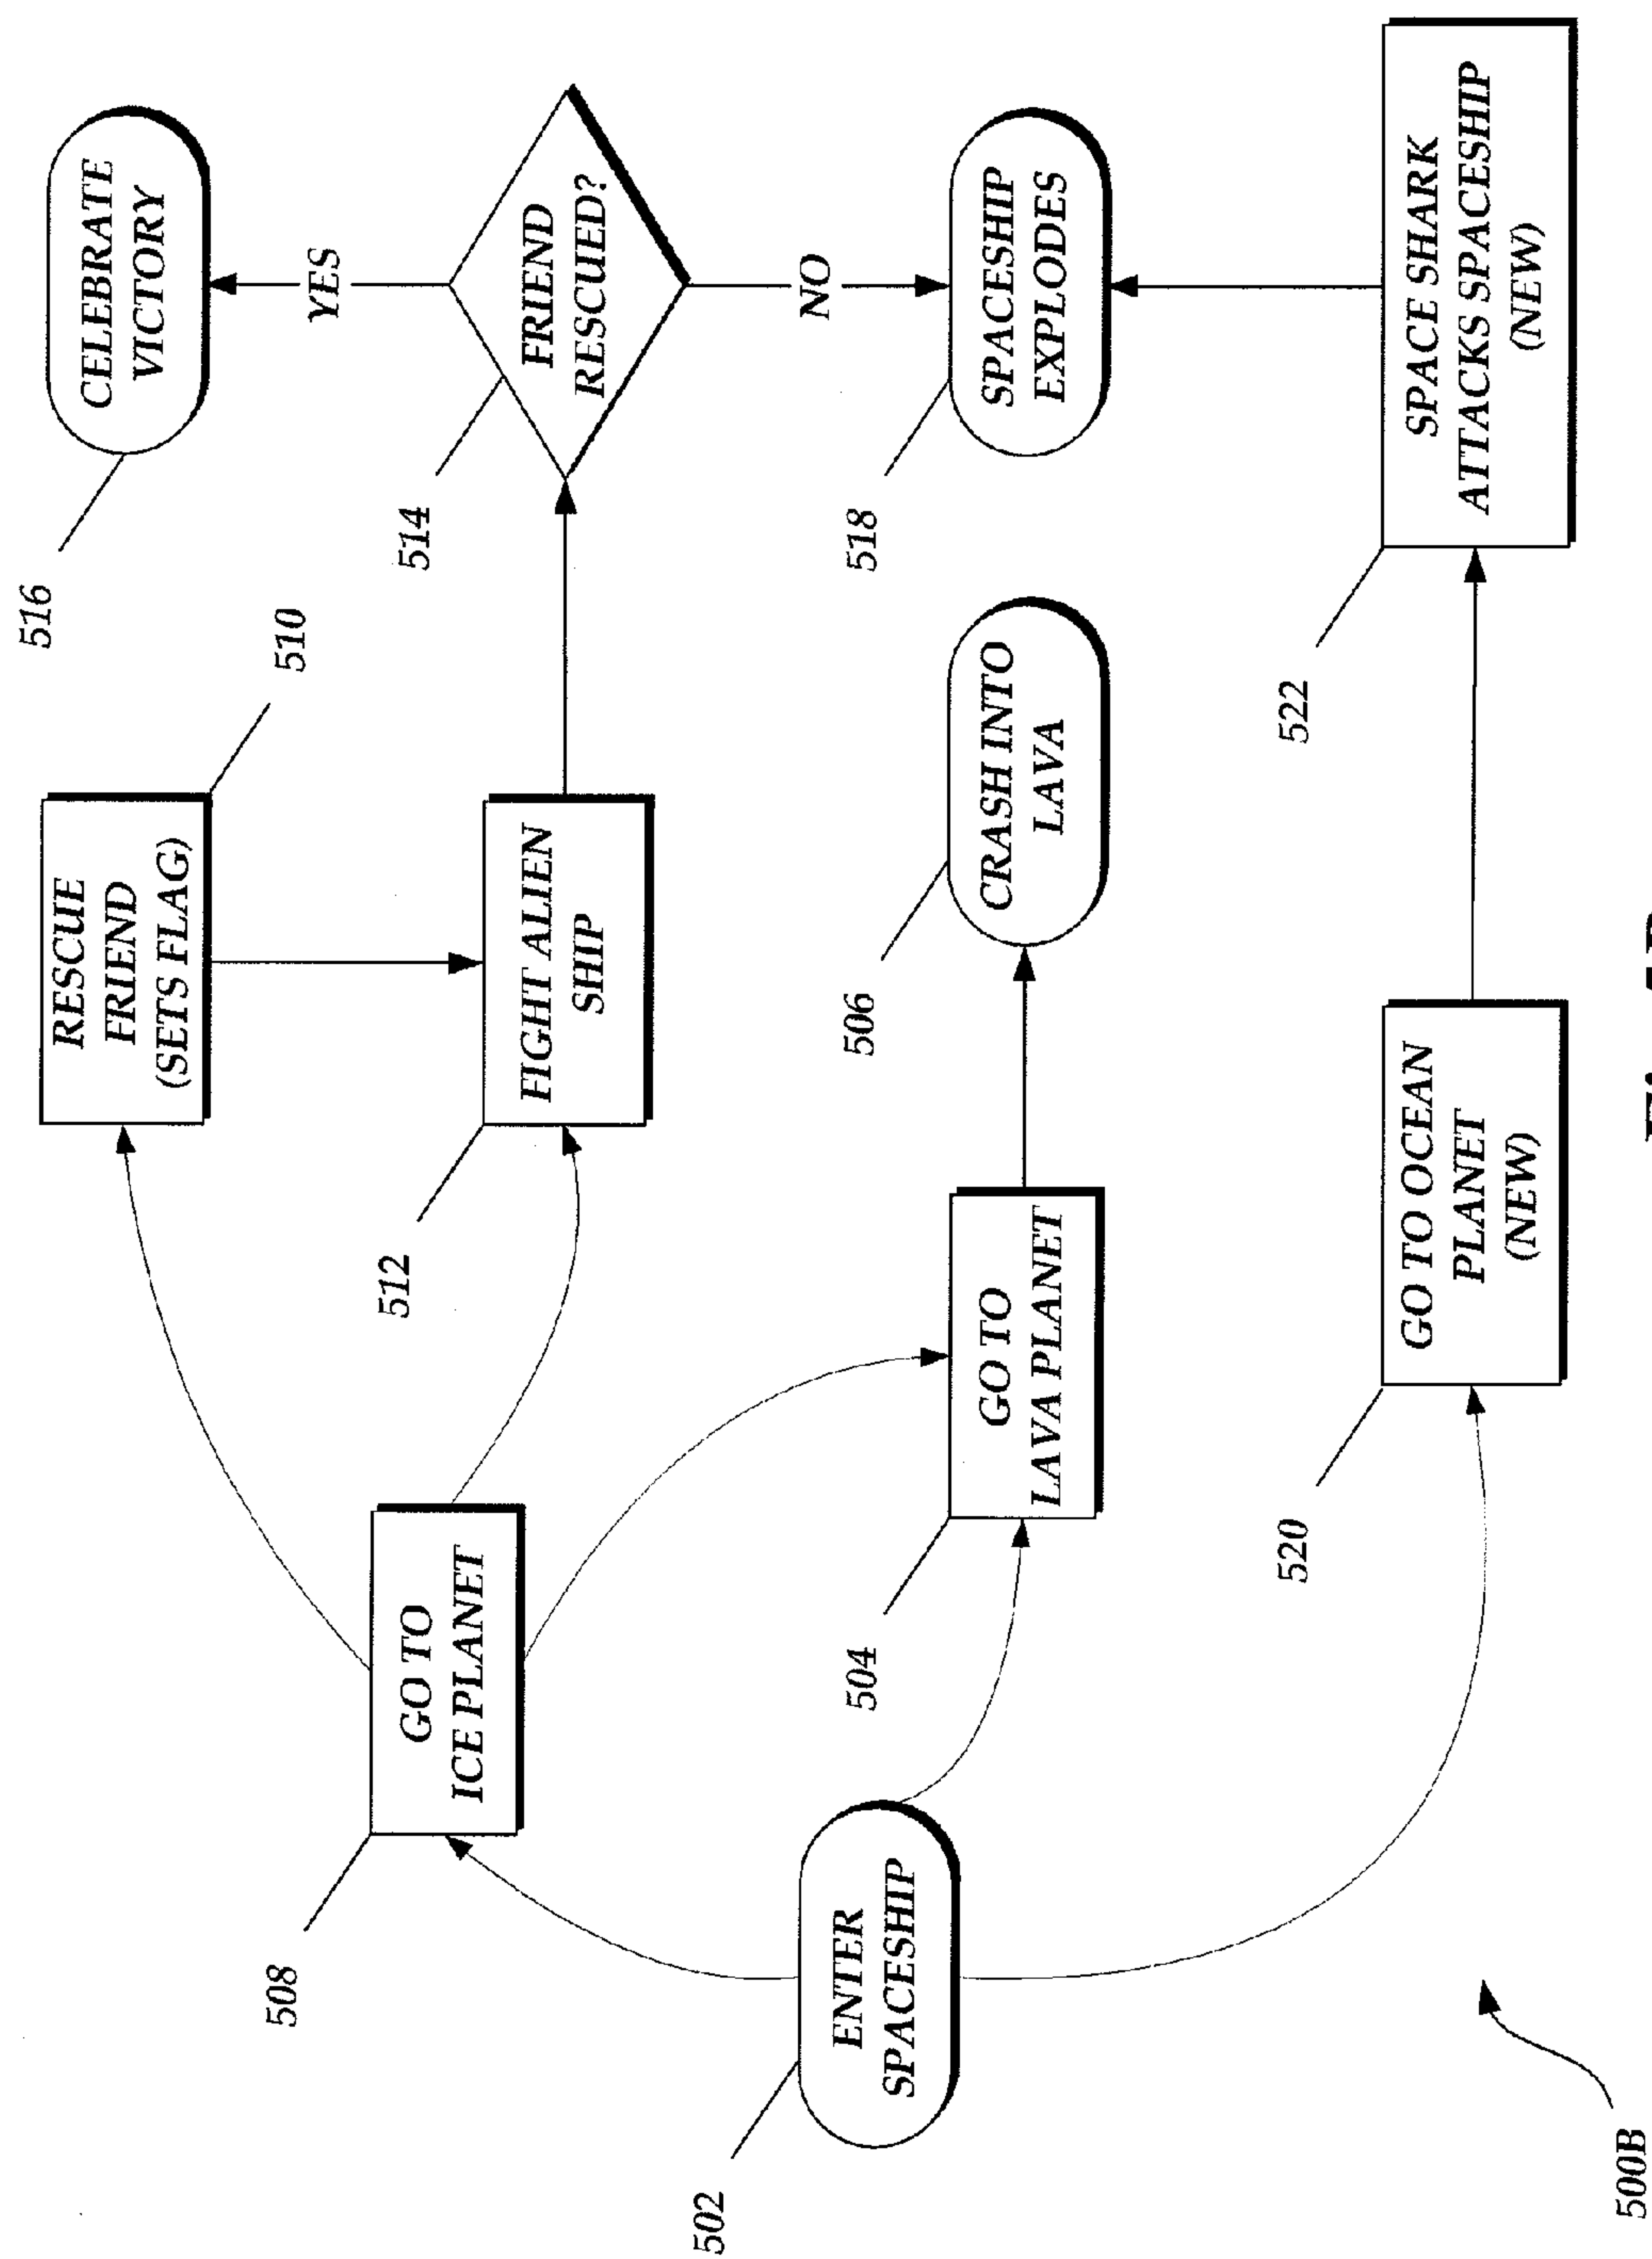 516
CELEBRATE
VICTORY
510
RESCUE
FRIEND
(SETS FLAG)
YES
514
FRIEND
RESCUED?
512
FIGHT ALIEN
SHIP
508
GO TO
ICE PLANET
NO
518
SPACESHIP
EXPLODES
506
CRASH INTO
LAVA
504
GO TO
LAVA PLANET
502
ENTER
SPACESHIP
522
SPACE SHARK
ATTACKS SPACESHIP
(NEW)
520
GO TO OCEAN
PLANET
(NEW)
500B